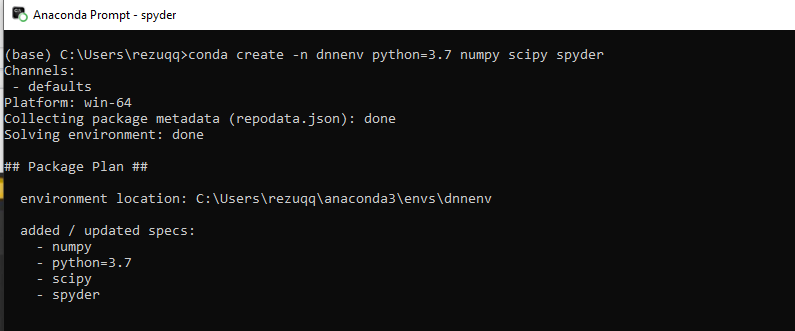 Anaconda Prompt - spyder
(base) C:\Users\rezuqq>conda create -n dnnenv python=3.7 numpy scipy spyder
Channels:
 - defaults
Platform: win-64
Collecting package metadata (repodata.json): done
Solving environment: done
## Package Plan ##
  environment location: C:\Users\rezuqq\anaconda3\envs\dnnenv
  added / updated specs:
    - numpy
    - python=3.7
    - scipy
    - spyder